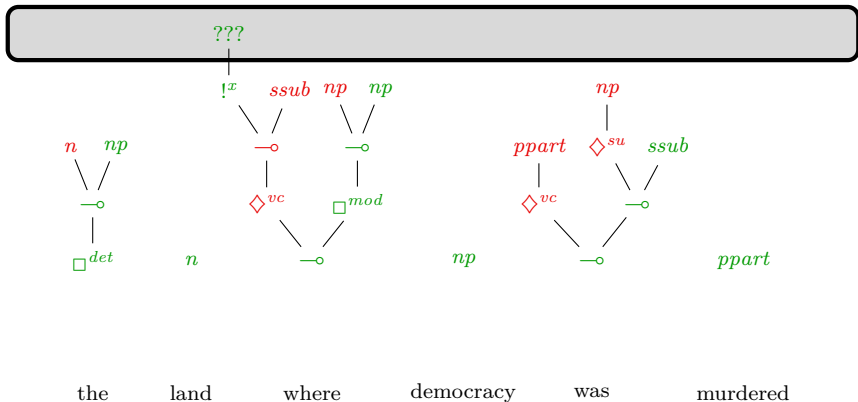 ???
!ˣ ssub np np np
n np ppart ◇ˢᵘ ssub
⊸ ⊸
⊸ ◇ᵛᶜ □ᵐᵒᵈ ◇ᵛᶜ ⊸
□ᵈᵉᵗ n ⊸ np ⊸ ppart
the land where democracy was murdered